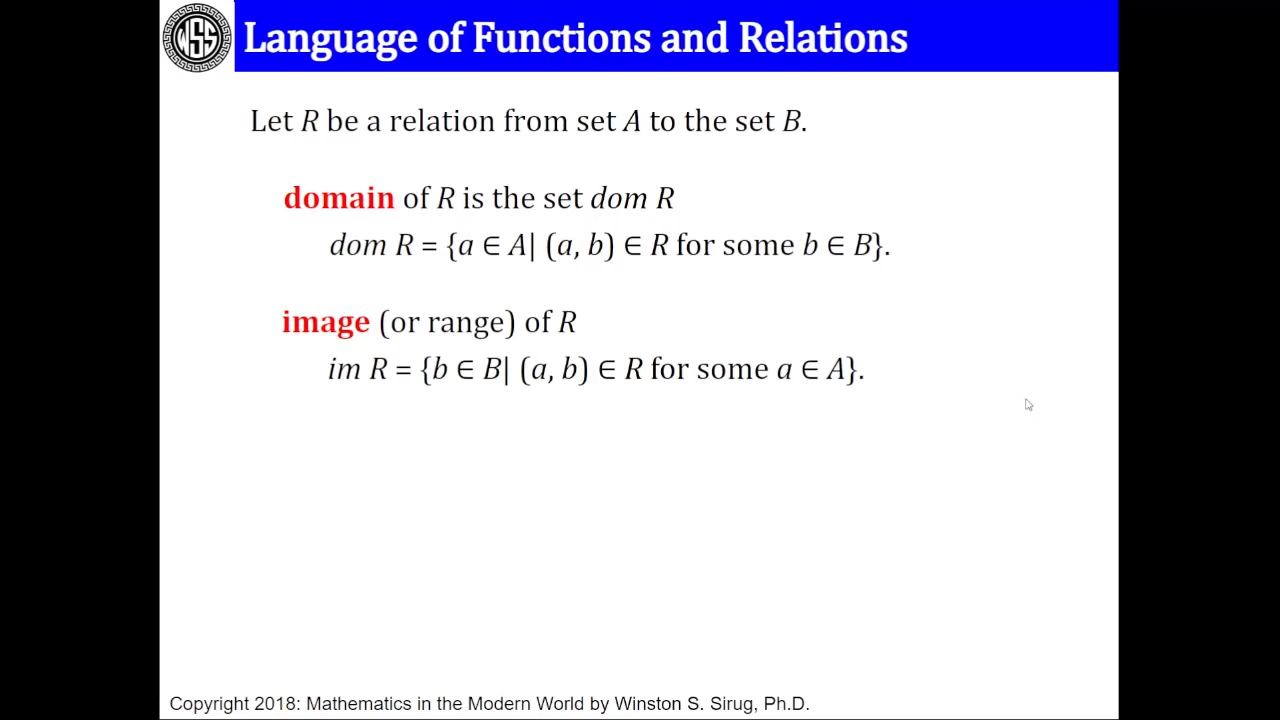 WSS
Language of Functions and Relations
Let R be a relation from set A to the set B.
domain of R is the set dom R
dom R = {a ∈ A| (a, b) ∈ R for some b ∈ B}.
image (or range) of R
im R = {b ∈ B| (a, b) ∈ R for some a ∈ A}.
Copyright 2018: Mathematics in the Modern World by Winston S. Sirug, Ph.D.